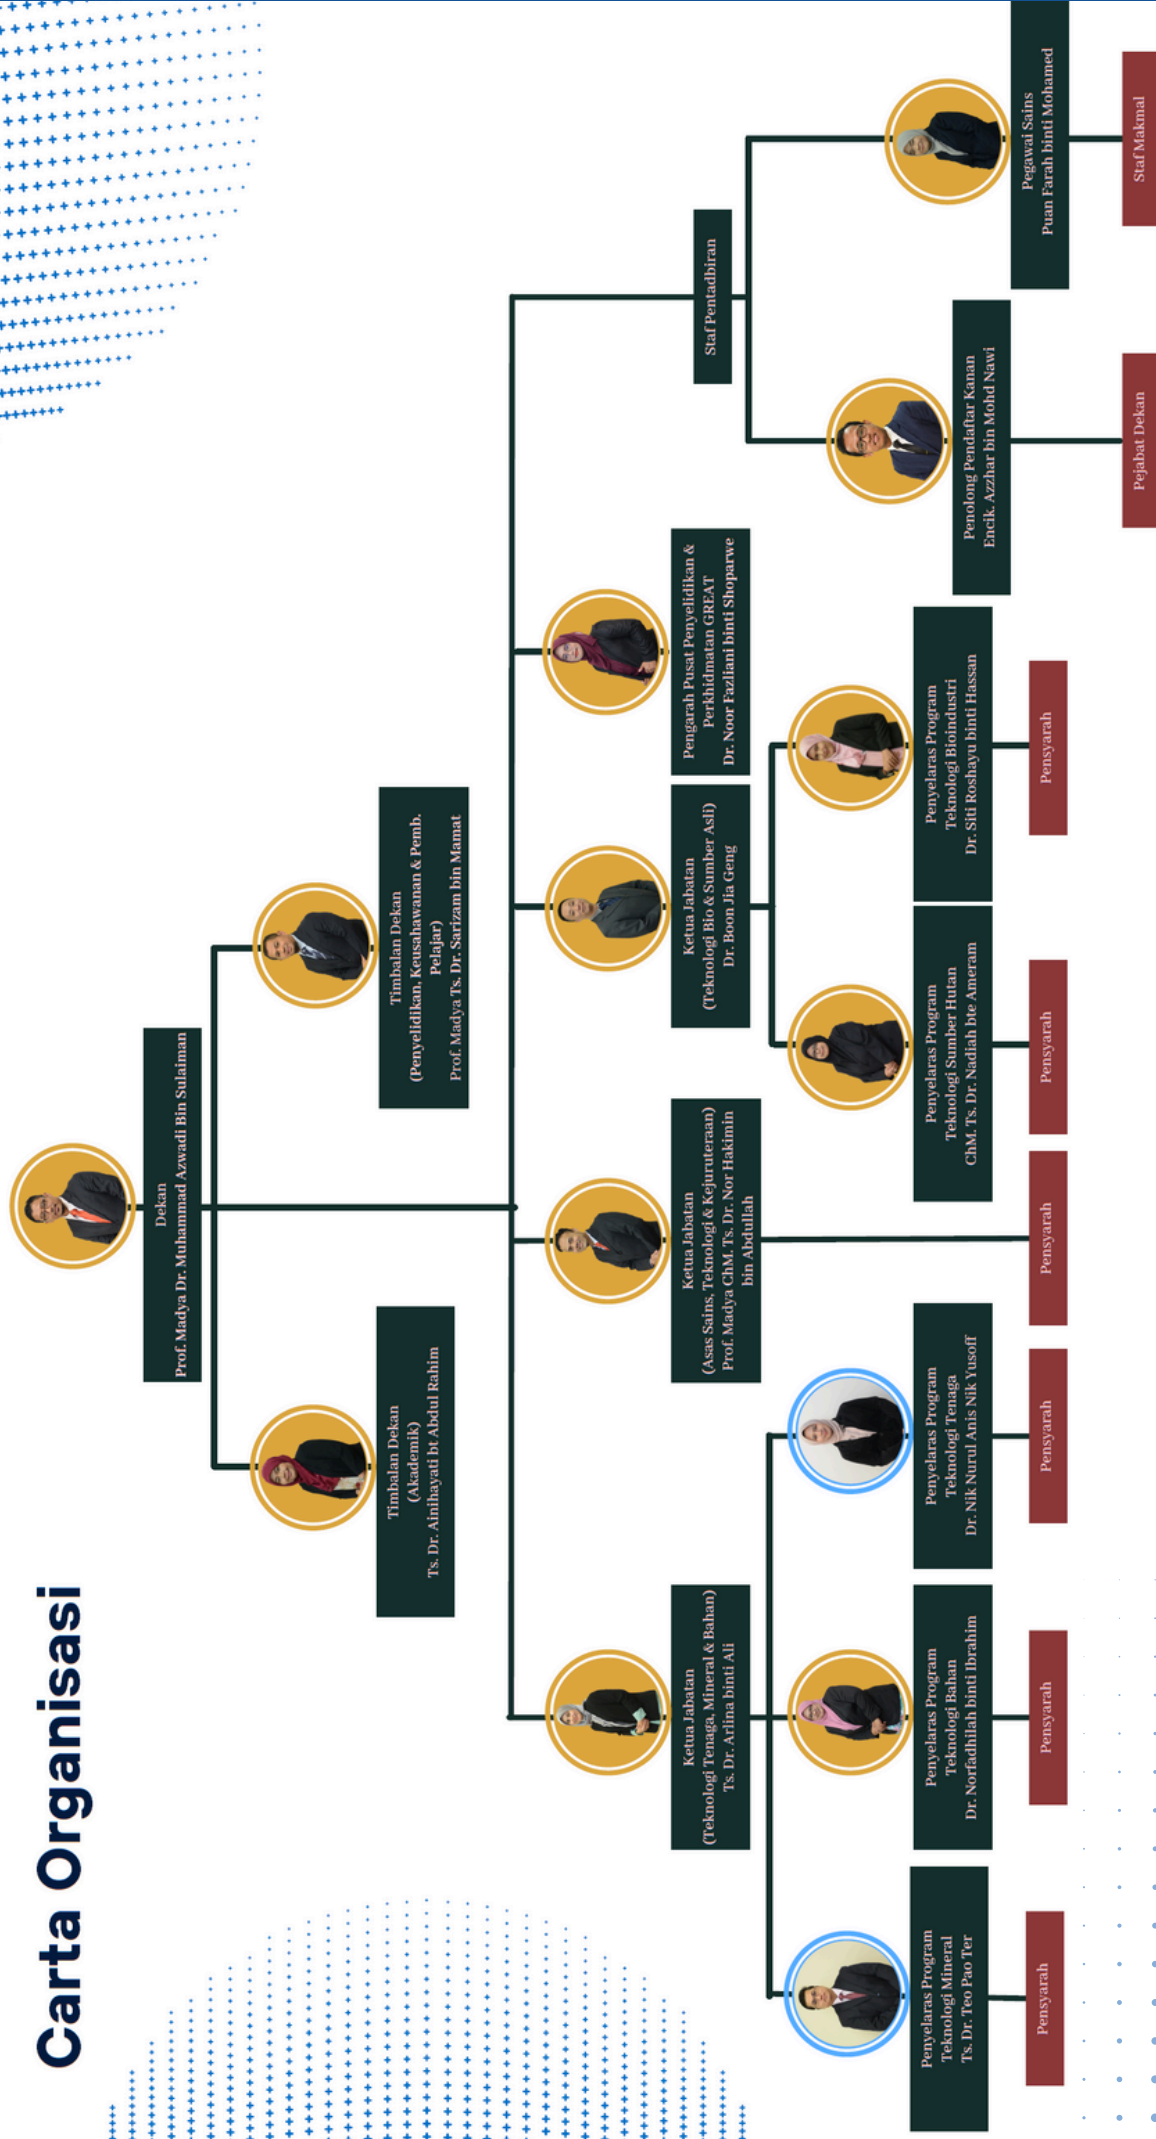 Carta Organisasi
Dekan
Prof. Madya Dr. Muhammad Azwadi Bin Sulaiman
Timbalan Dekan
(Akademik)
Ts. Dr. Ainihayati bt Abdul Rahim
Timbalan Dekan
(Penyelidikan, Keusahawanan & Pemb.
Pelajar)
Prof. Madya Ts. Dr. Sarizam bin Mamat
Ketua Jabatan
(Teknologi Tenaga, Mineral & Bahan)
Ts. Dr. Arlina binti Ali
Ketua Jabatan
(Asas Sains, Teknologi & Kejuruteraan)
Prof. Madya ChM. Ts. Dr. Nor Hakimin
bin Abdullah
Ketua Jabatan
(Teknologi Bio & Sumber Asli)
Dr. Boon Jia Geng
Pengarah Pusat Penyelidikan &
Perkhidmatan GREAT
Dr. Noor Fazliani binti Shoparwe
Staf Pentadbiran
Penyelaras Program
Teknologi Mineral
Ts. Dr. Teo Pao Ter
Penyelaras Program
Teknologi Bahan
Dr. Norfadhilah binti Ibrahim
Penyelaras Program
Teknologi Tenaga
Dr. Nik Nurul Anis Nik Yusoff
Penyelaras Program
Teknologi Sumber Hutan
ChM. Ts. Dr. Nadiah bte Ameram
Penyelaras Program
Teknologi Bioindustri
Dr. Siti Roshayu binti Hassan
Penolong Pendaftar Kanan
Encik. Azzhar bin Mohd Nawi
Pegawai Sains
Puan Farah binti Mohamed
Pensyarah
Pensyarah
Pensyarah
Pensyarah
Pensyarah
Pensyarah
Pejabat Dekan
Staf Makmal